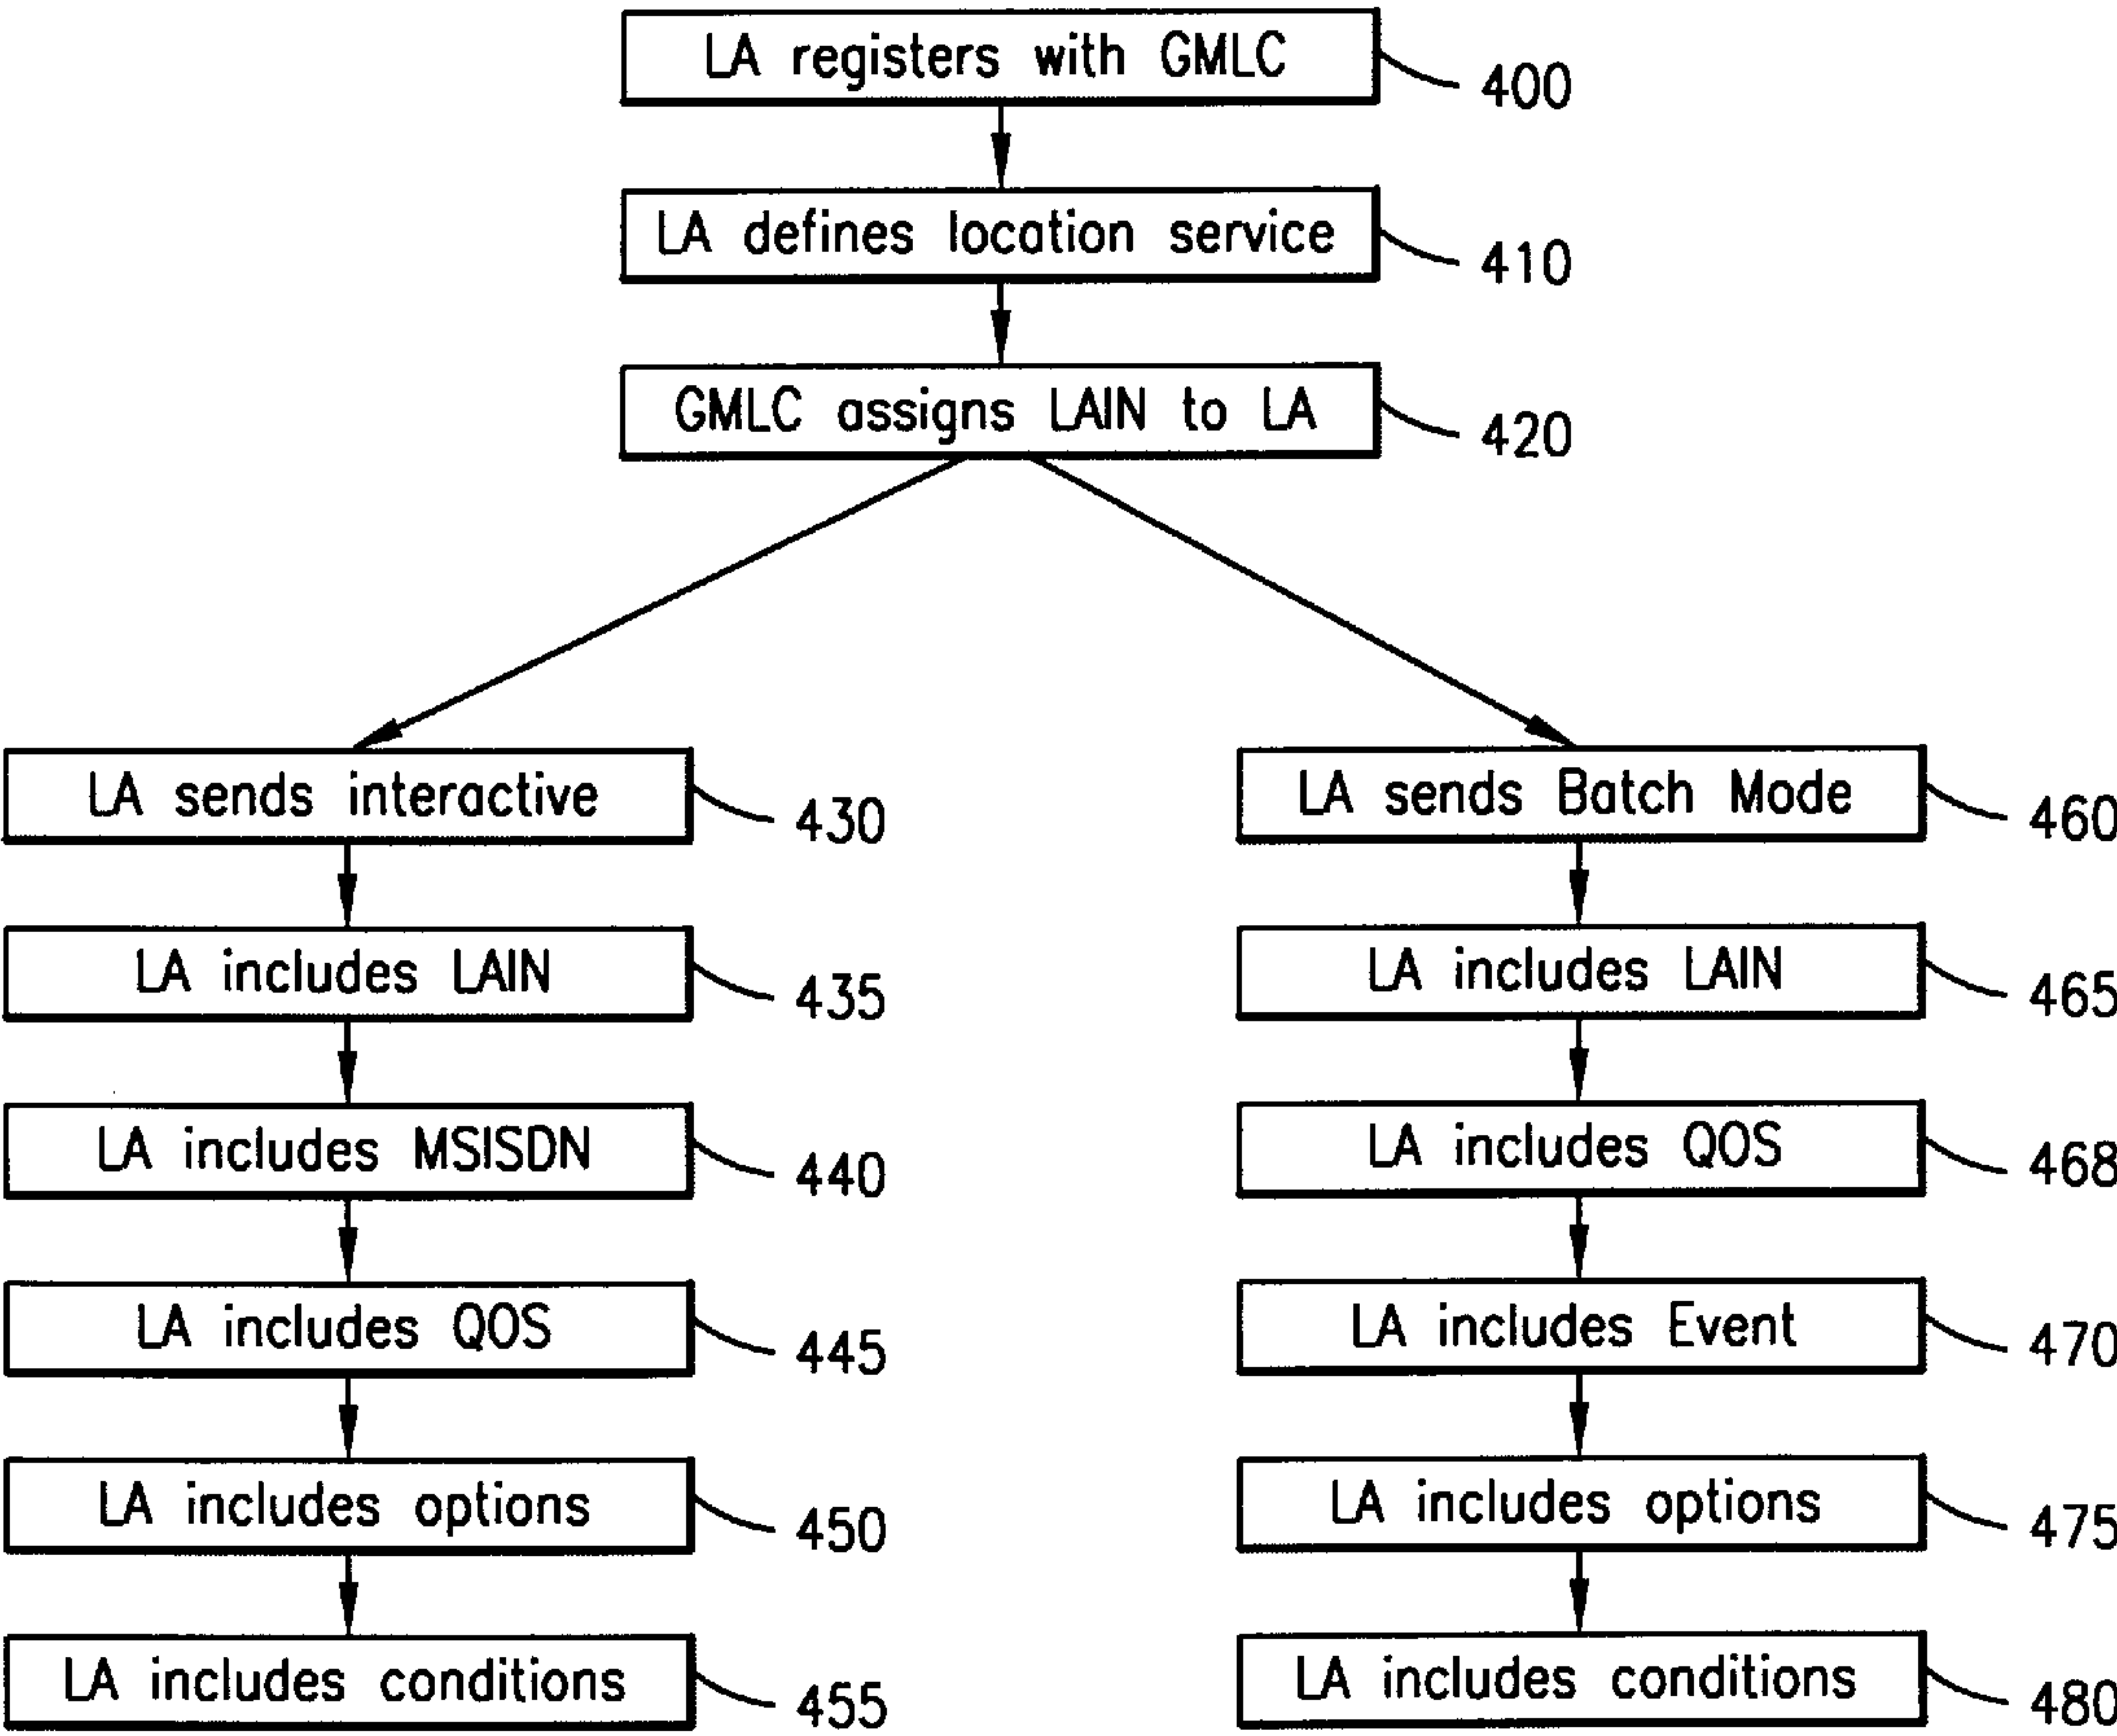 LA registers with GMLC
400
LA defines location service
410
GMLC assigns LAIN to LA
420
LA sends interactive
430
LA includes LAIN
435
LA includes MSISDN
440
LA includes QOS
445
LA includes options
450
LA includes conditions
455
LA sends Batch Mode
460
LA includes LAIN
465
LA includes QOS
468
LA includes Event
470
LA includes options
475
LA includes conditions
480